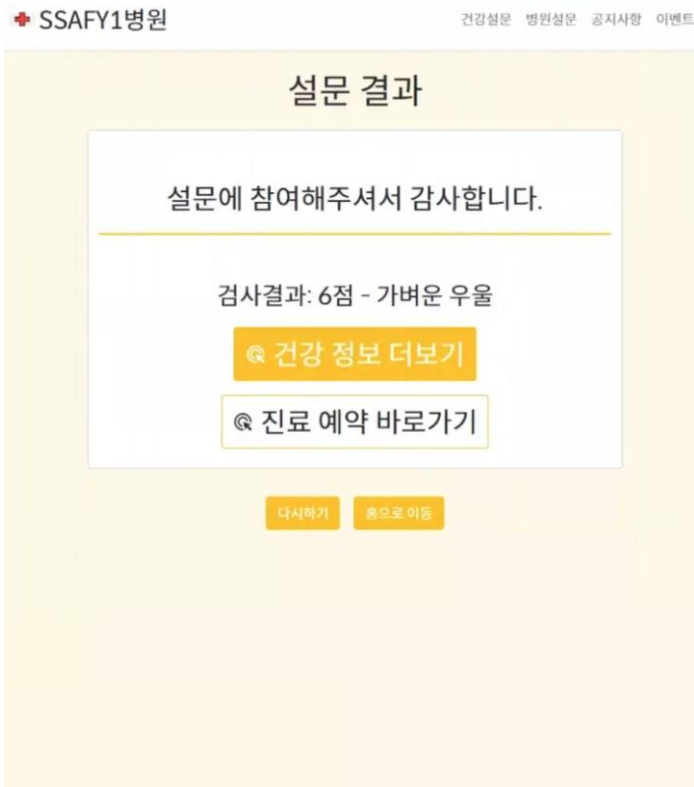 SSAFY1병원
건강설문 병원설문 공지사항 이벤트
설문 결과
설문에 참여해주셔서 감사합니다.
검사결과: 6점 - 가벼운 우울
건강 정보 더보기
진료 예약 바로가기
다시하기 홈으로 이동